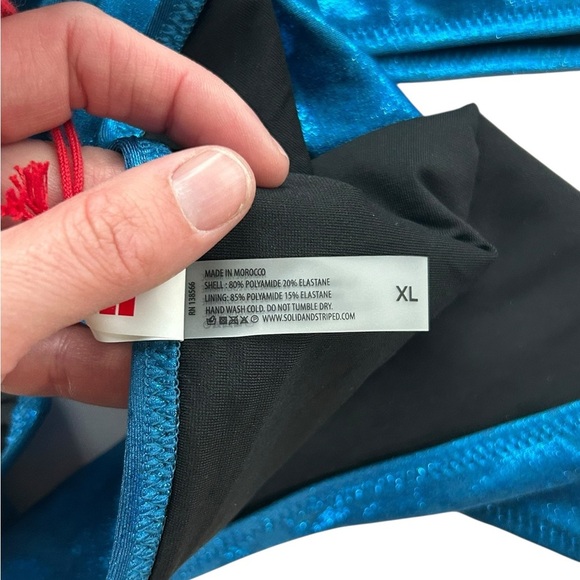 RN 138566
MADE IN MOROCCO
SHELL : 80% POLYAMIDE 20% ELASTANE
LINING: 85% POLYAMIDE 15% ELASTANE
HAND WASH COLD. DO NOT TUMBLE DRY.
WWW.SOLIDANDSTRIPED.COM
XL